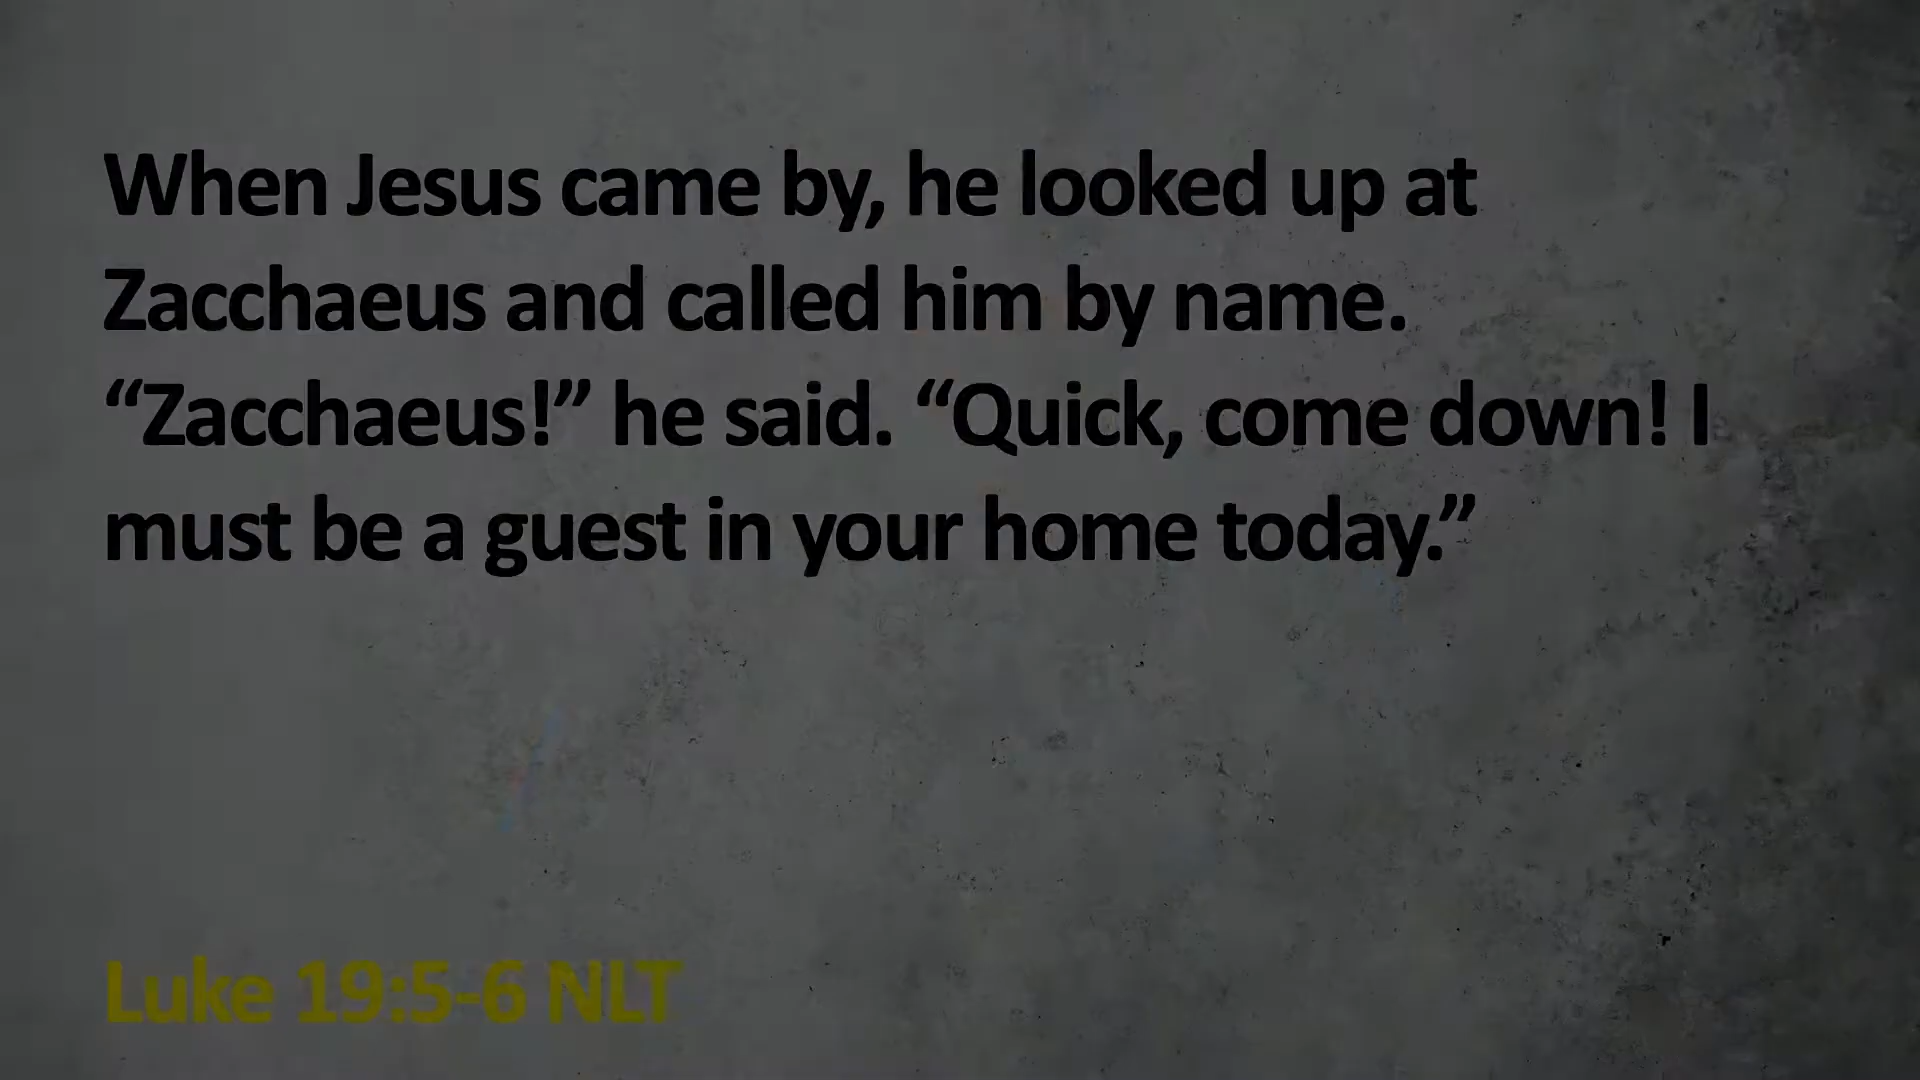 When Jesus came by, he looked up at
Zacchaeus and called him by name.
“Zacchaeus!” he said. “Quick, come down! I
must be a guest in your home today.”
Luke 19:5-6 NLT